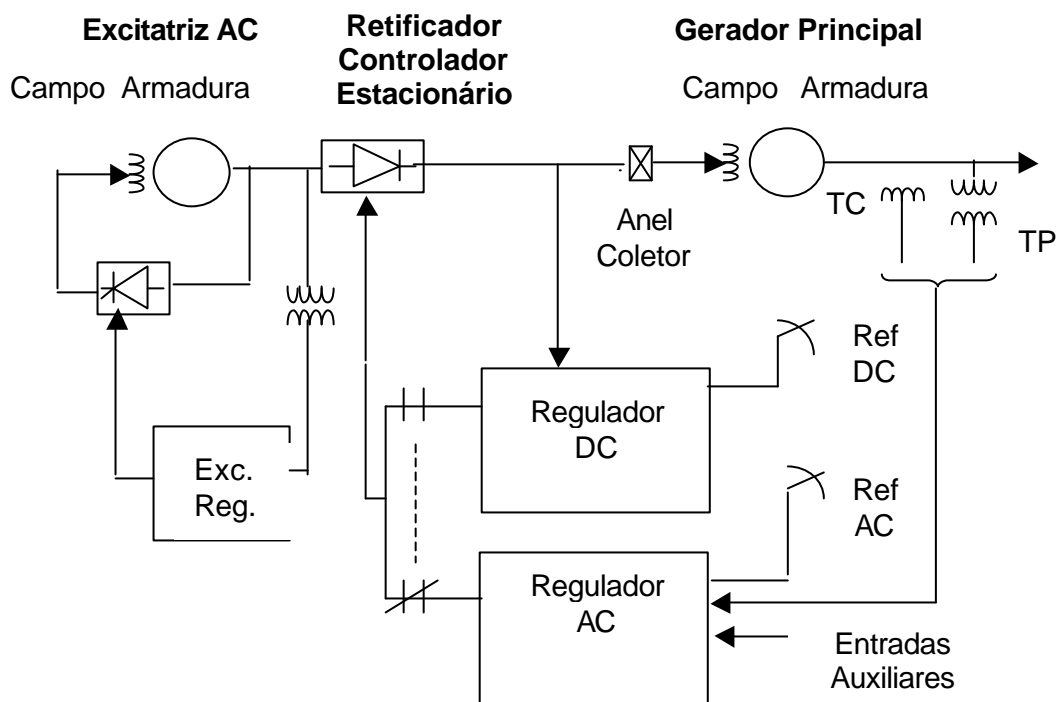 Excitatriz AC
Retificador
Controlador
Estacionário
Gerador Principal
Campo Armadura
Campo Armadura
Anel
Coletor
TC
TP
Ref
DC
Regulador
DC
Exc.
Reg.
Ref
AC
Regulador
AC
Entradas
Auxiliares